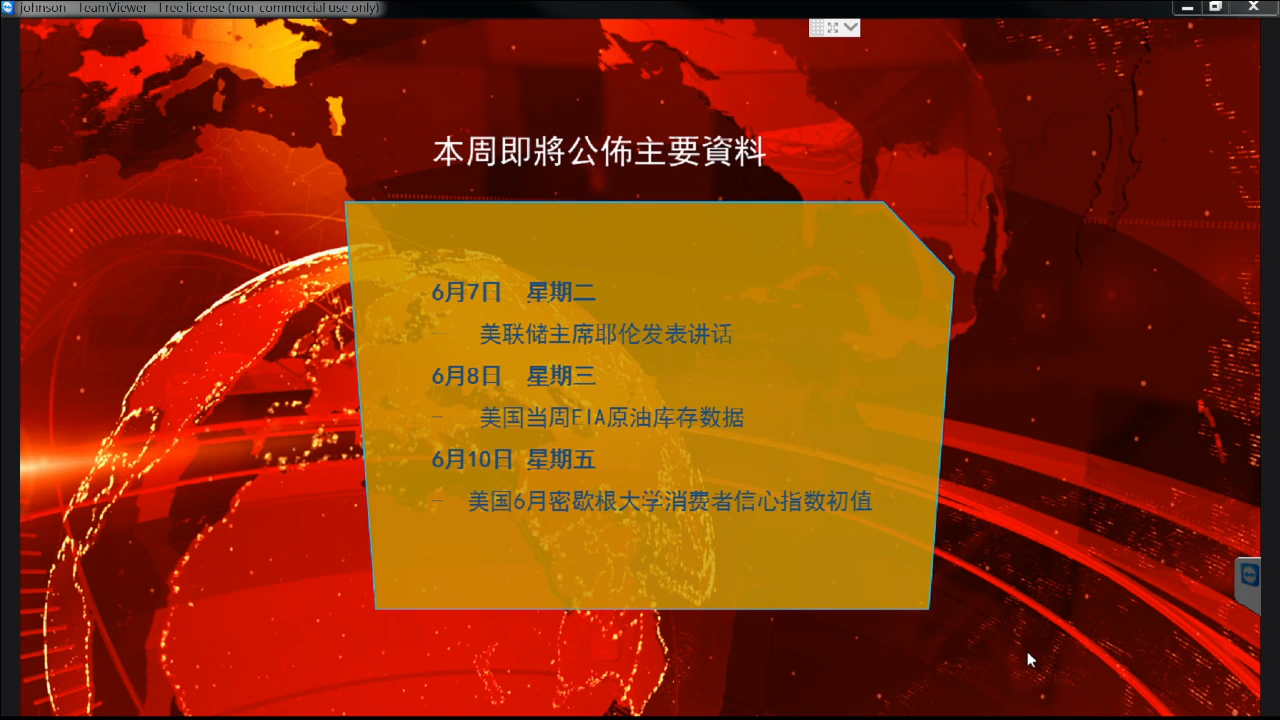 johnson - TeamViewer - Free license (non-commercial use only)
本周即將公佈主要資料
6月7日 星期二
- 美联储主席耶伦发表讲话
6月8日 星期三
- 美国当周EIA原油库存数据
6月10日 星期五
- 美国6月密歇根大学消费者信心指数初值